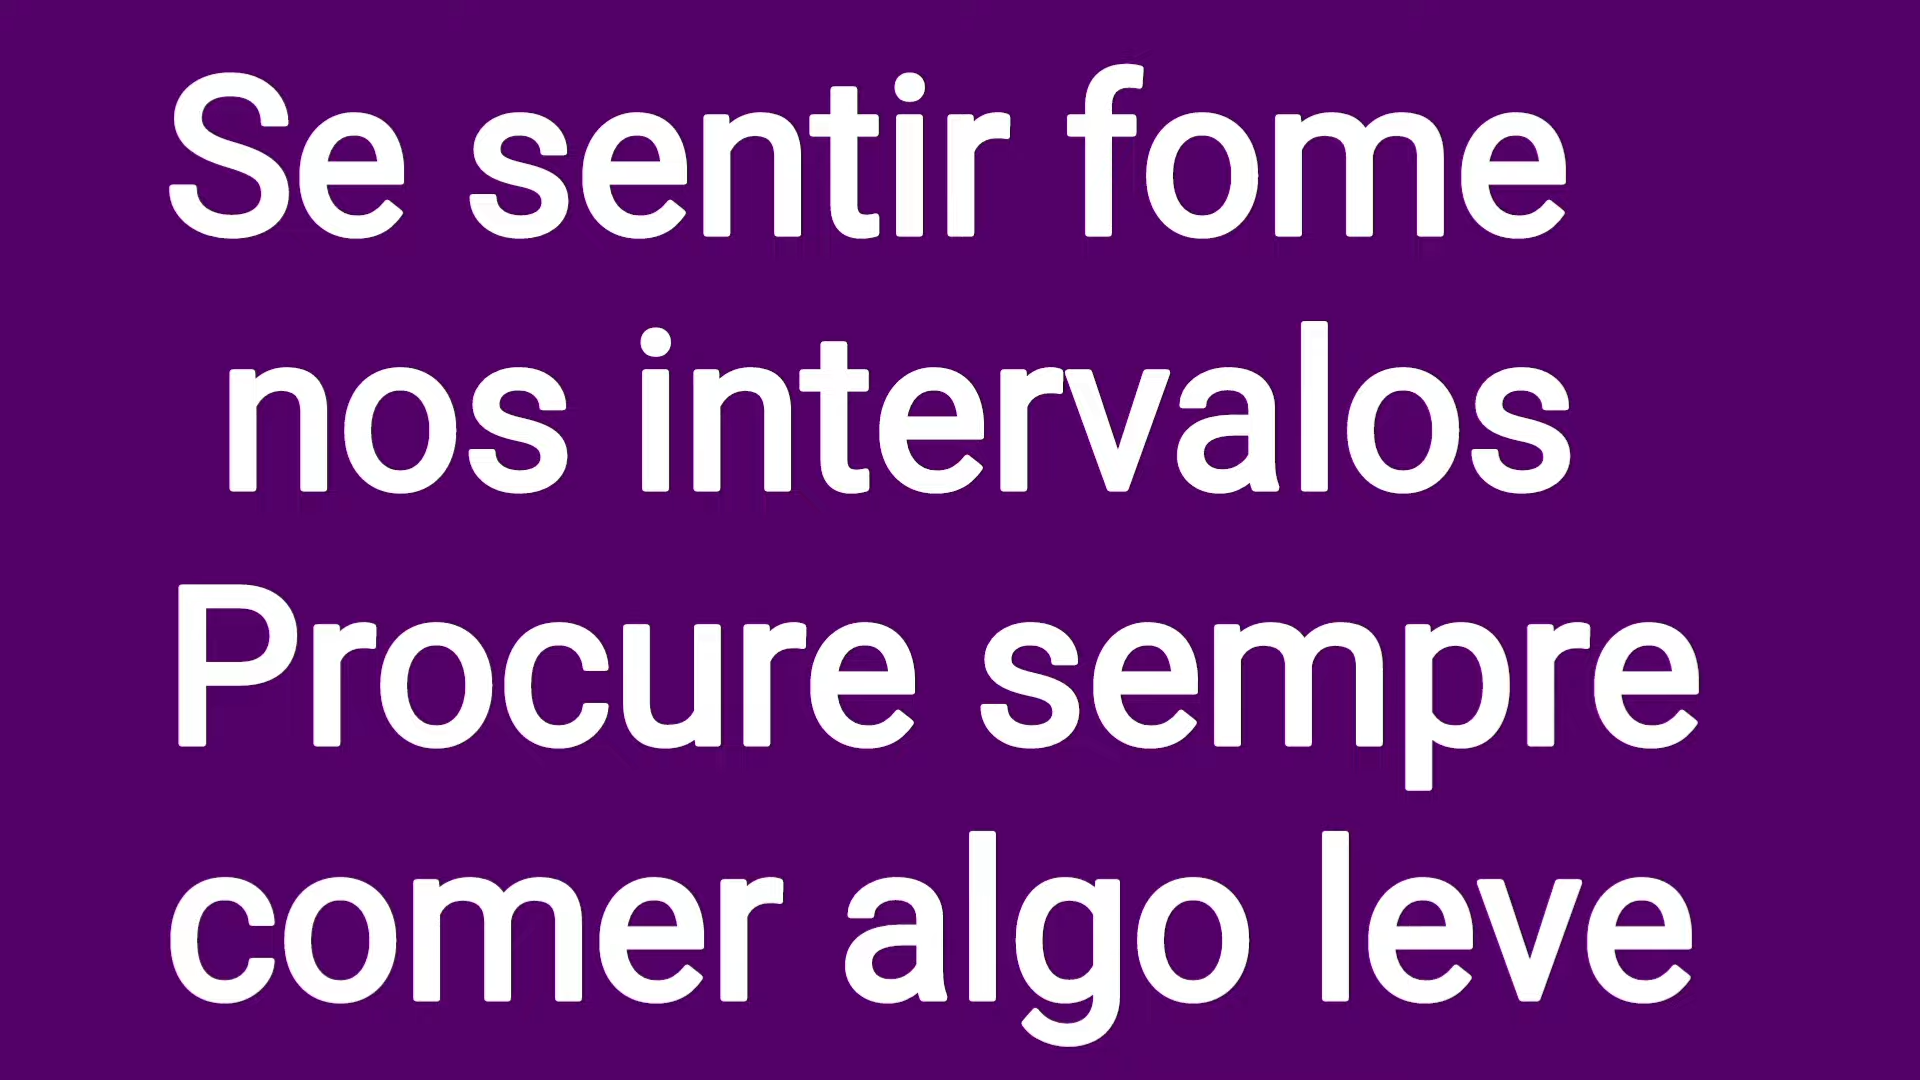 Se sentir fome
nos intervalos
Procure sempre
comer algo leve